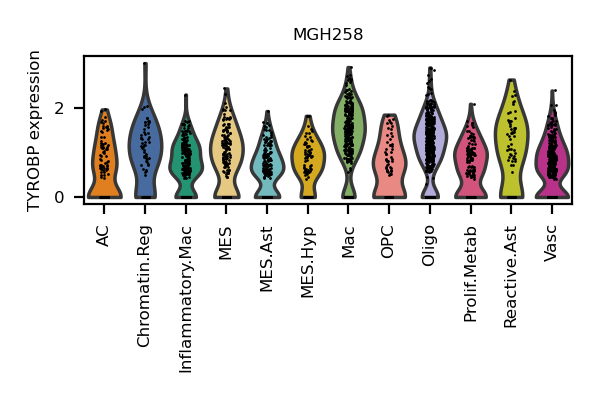 MGH258
TYROBP expression
2
0
AC
Chromatin.Reg
Inflammatory.Mac
MES
MES.Ast
MES.Hyp
Mac
OPC
Oligo
Prolif.Metab
Reactive.Ast
Vasc